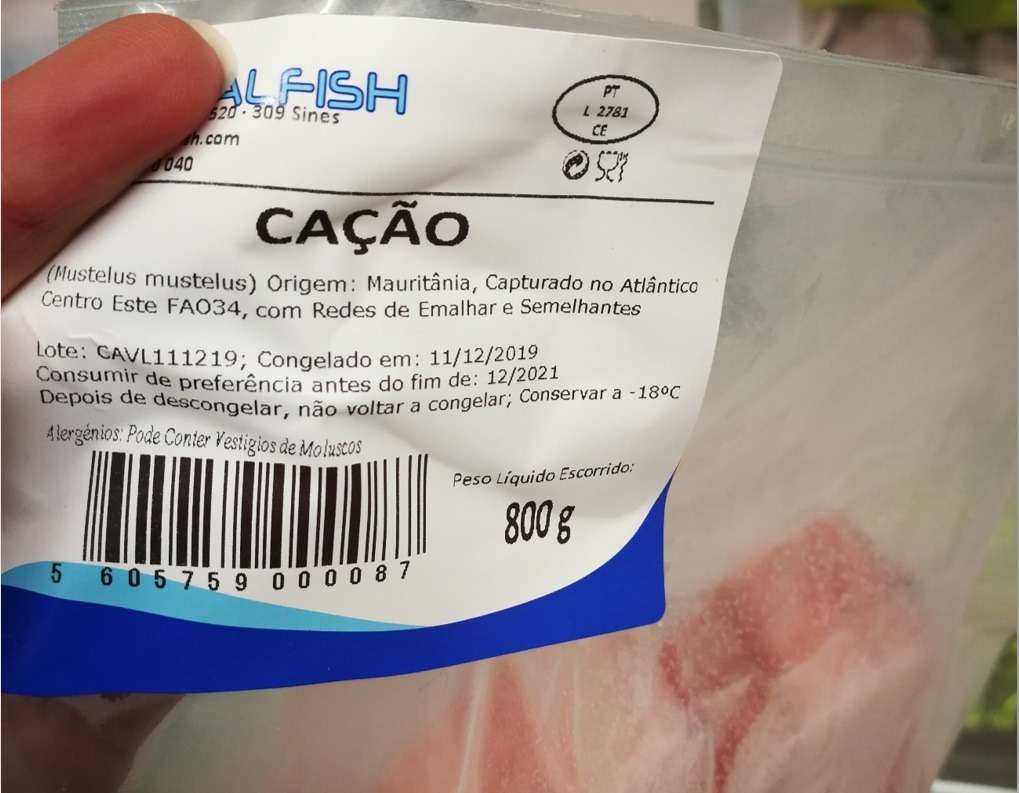 ALFISH
520 - 309 Sines
sh.com
040
PT
L 2781
CE
CAÇÃO
(Mustelus mustelus) Origem: Mauritânia, Capturado no Atlântico
Centro Este FAO34, com Redes de Emalhar e Semelhantes
Lote: CAVL111219; Congelado em: 11/12/2019
Consumir de preferência antes do fim de: 12/2021
Depois de descongelar, não voltar a congelar; Conservar a -18ºC
Alergénios: Pode Conter Vestigios de Moluscos
Peso Líquido Escorrido:
800 g
5 605759 000087